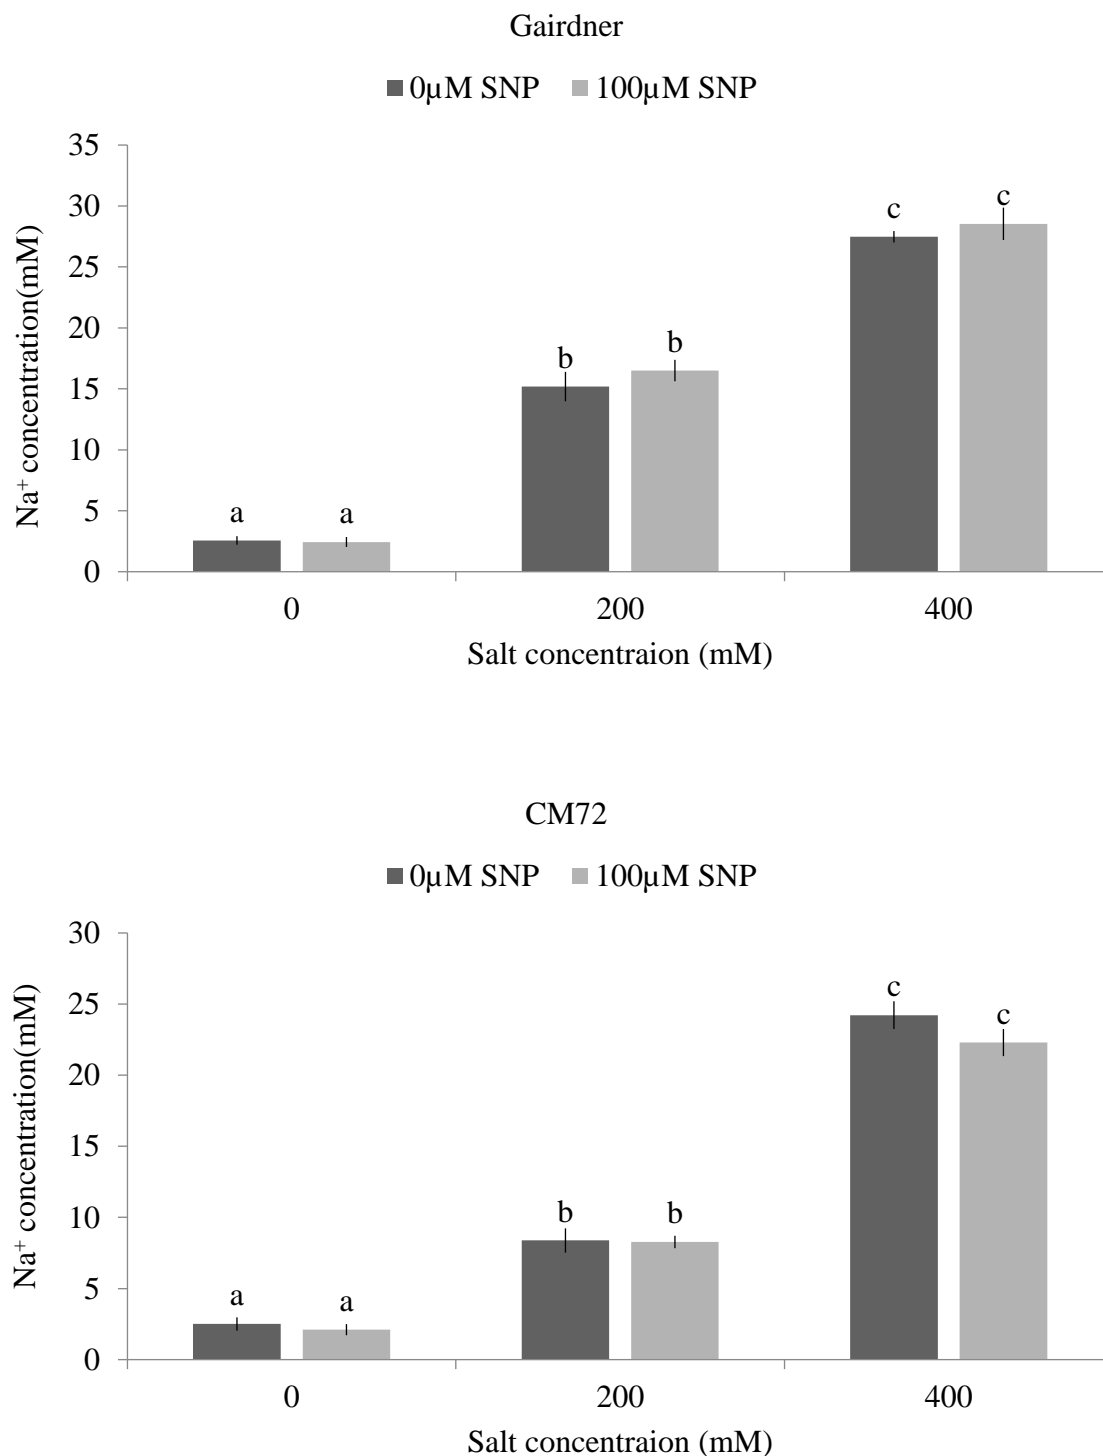 Gairdner
0µM SNP 100µM SNP
35
30
25
20
15
10
5
0
Na⁺ concentration(mM)
c c
b b
a a
0 200 400
Salt concentraion (mM)
CM72
0µM SNP 100µM SNP
30
25
20
15
10
5
0
Na⁺ concentration(mM)
c c
b b
a a
0 200 400
Salt concentraion (mM)